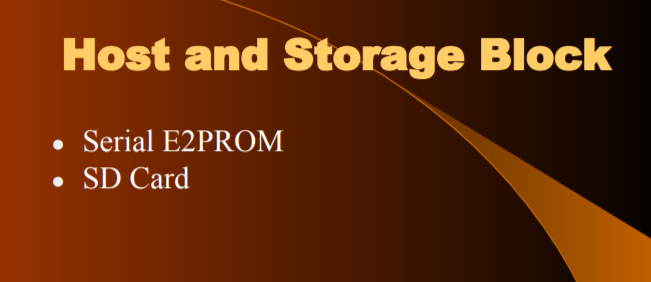 Host and Storage Block
• Serial E2PROM
• SD Card